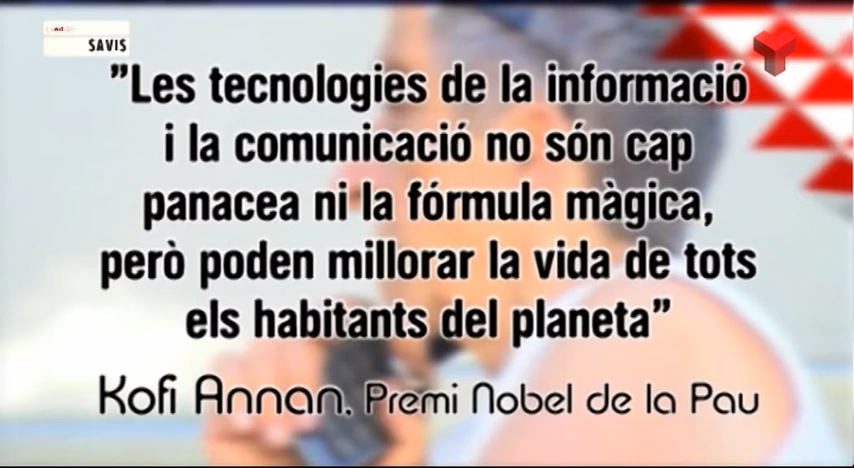 SAVIS
”Les tecnologies de la informació
i la comunicació no són cap
panacea ni la fórmula màgica,
però poden millorar la vida de tots
els habitants del planeta”
Kofi Annan. Premi Nobel de la Pau